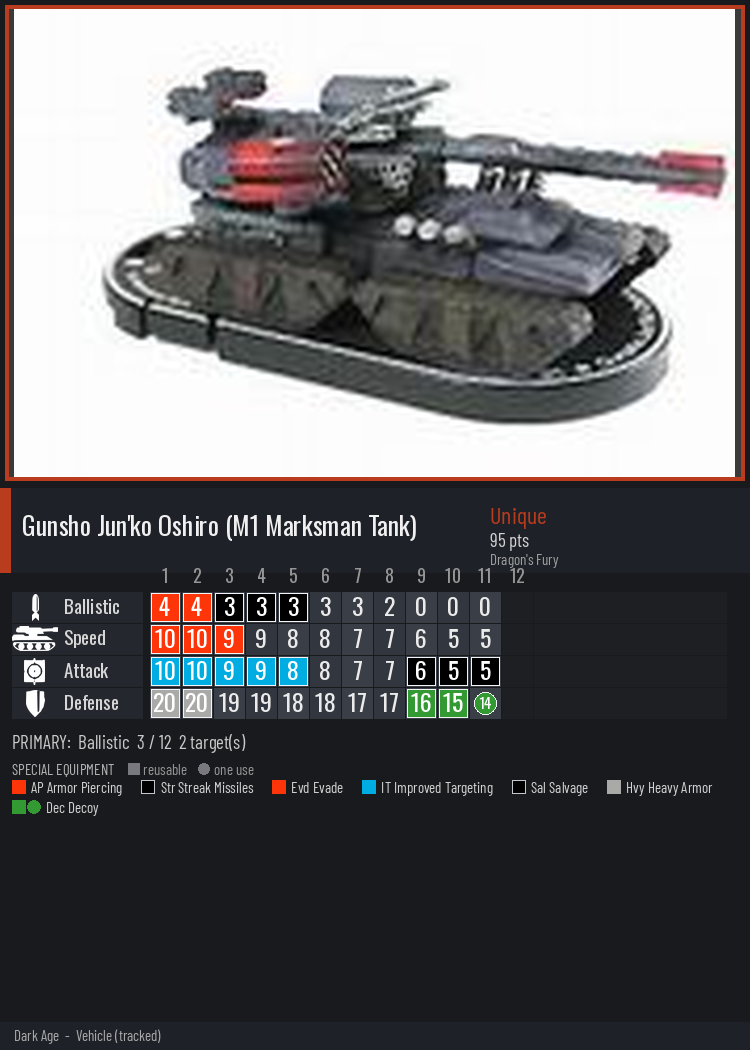 Gunsho Jun'ko Oshiro (M1 Marksman Tank)
Unique
95 pts
Dragon's Fury
1 2 3 4 5 6 7 8 9 10 11 12
Ballistic 4 4 3 3 3 3 3 2 0 0 0
Speed 10 10 9 9 8 8 7 7 6 5 5
Attack 10 10 9 9 8 8 7 7 6 5 5
Defense 20 20 19 19 18 18 17 17 16 15 14
PRIMARY: Ballistic 3 / 12 2 target(s)
SPECIAL EQUIPMENT reusable one use
AP Armor Piercing Str Streak Missiles Evd Evade IT Improved Targeting Sal Salvage Hvy Heavy Armor
Dec Decoy
Dark Age - Vehicle (tracked)